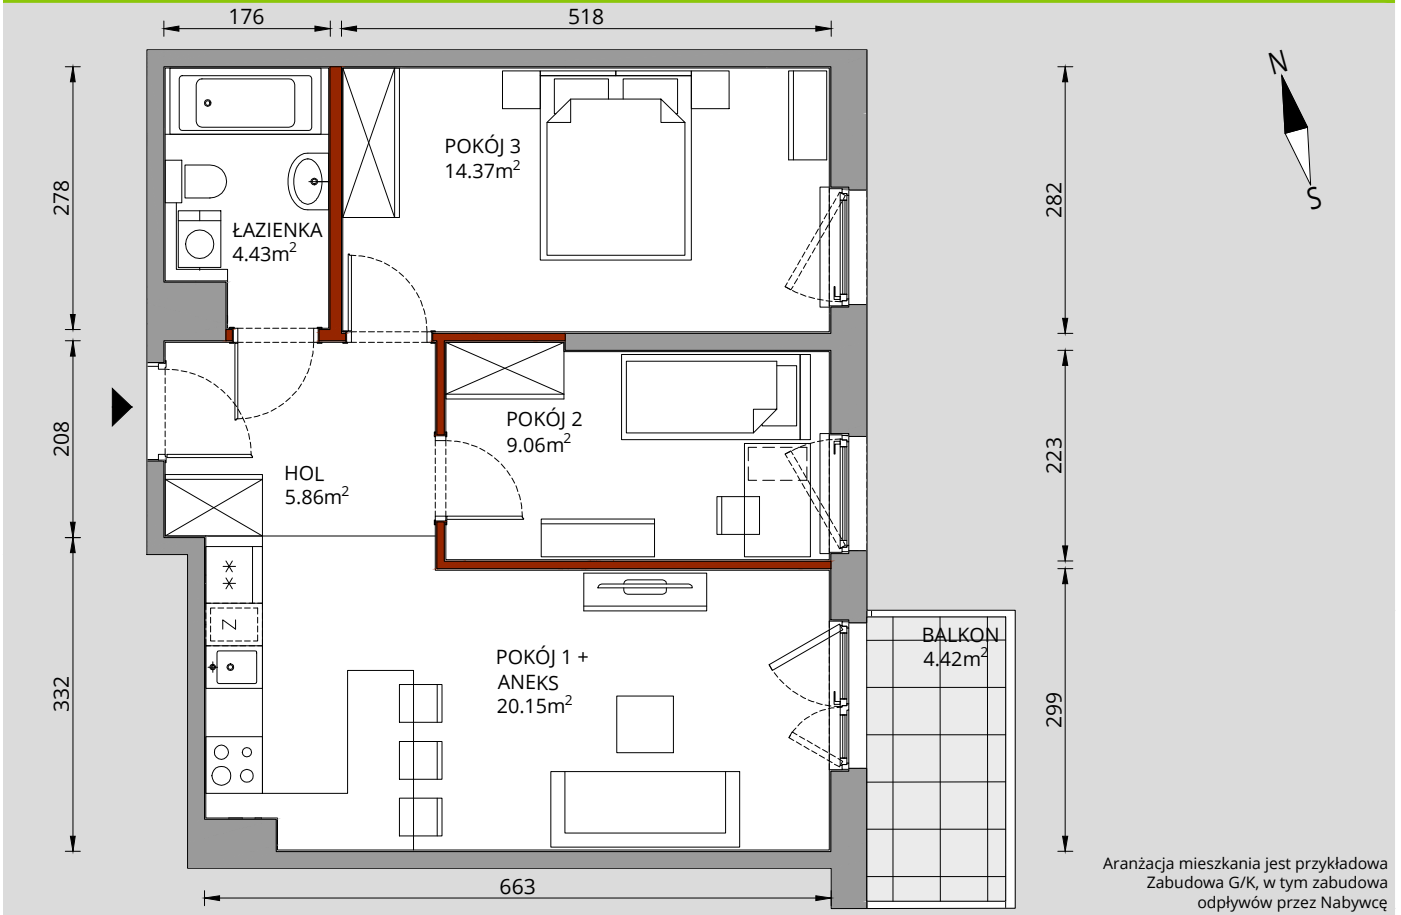 176
518
N
S
278
282
POKÓJ 3
14.37m²
ŁAZIENKA
4.43m²
208
223
POKÓJ 2
9.06m²
HOL
5.86m²
**
Z
332
299
POKÓJ 1 +
ANEKS
20.15m²
BALKON
4.42m²
663
Aranżacja mieszkania jest przykładowa
Zabudowa G/K, w tym zabudowa
odpływów przez Nabywcę